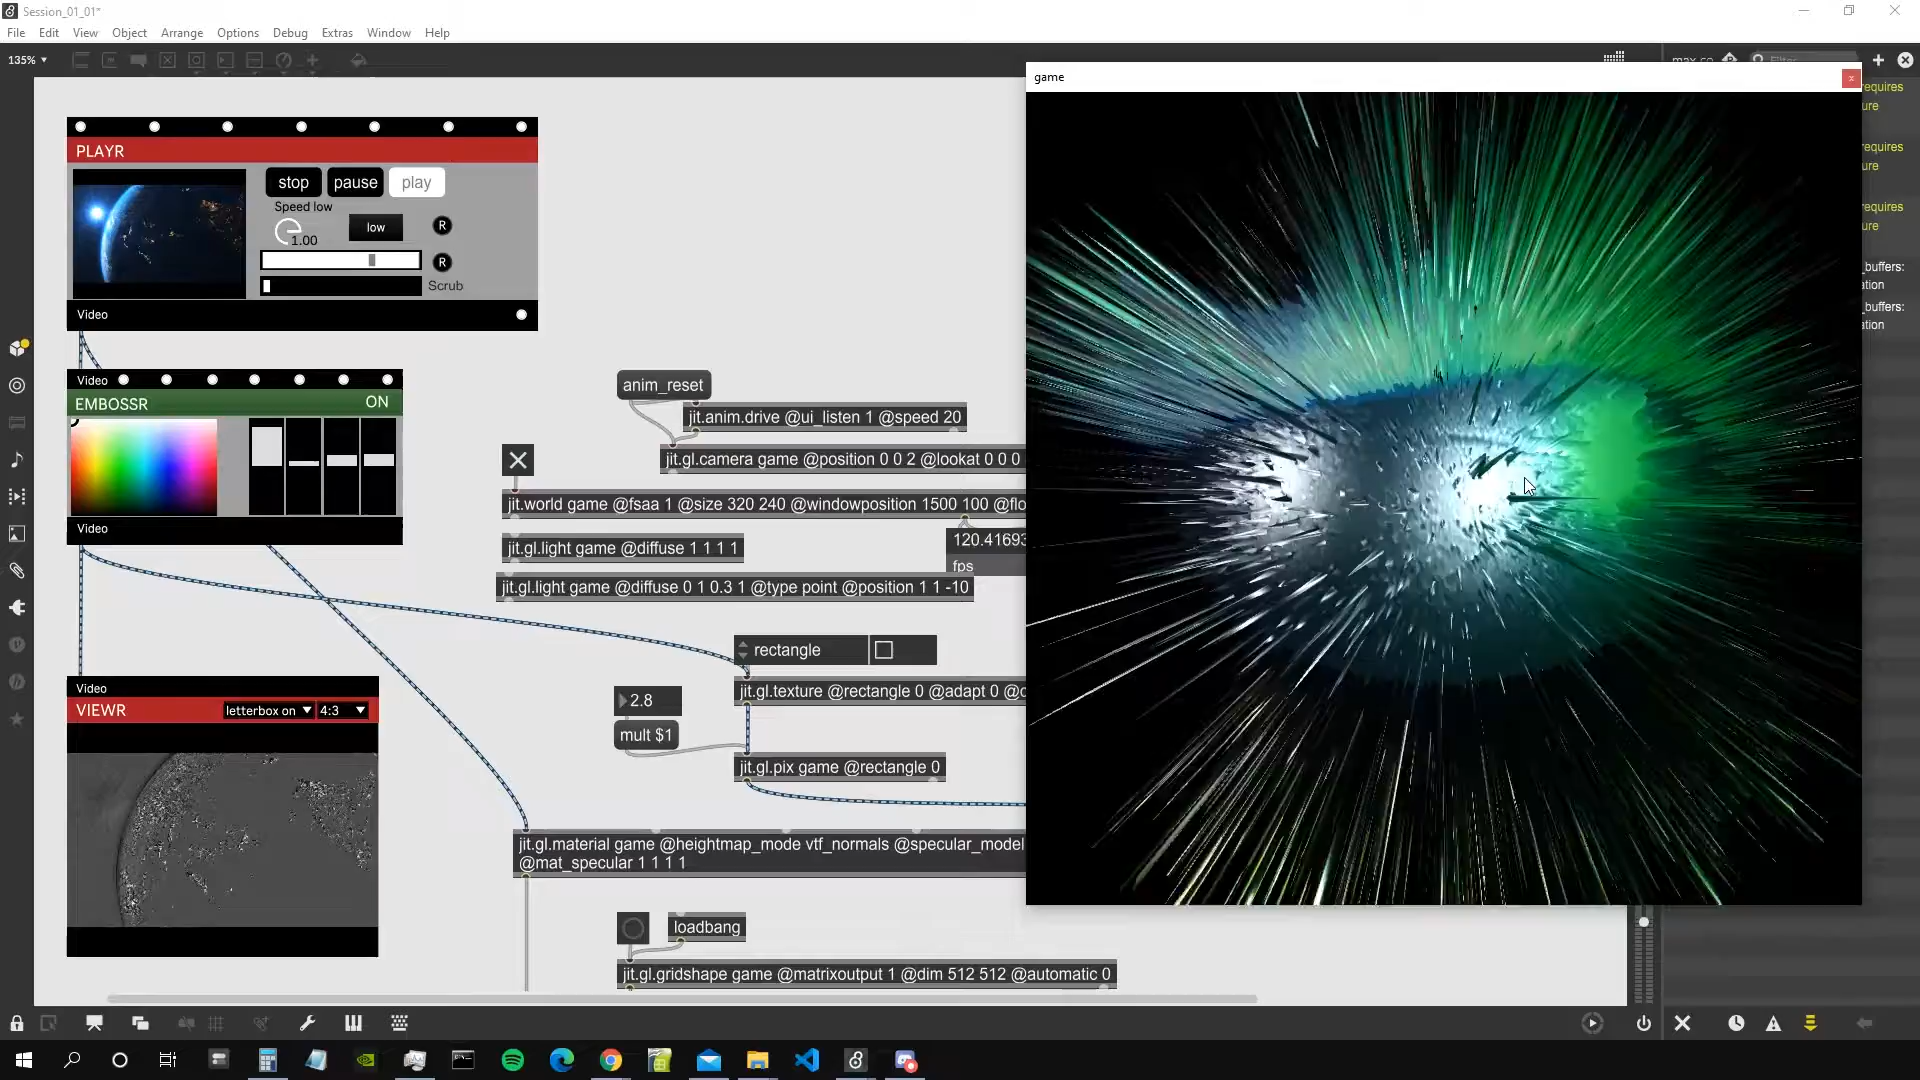 Session_01_01*
File Edit View Object Arrange Options Debug Extras Window Help
135%
game
PLAYR
stop pause play
Speed low
1.00
low
R
R
Scrub
Video
Video
EMBOSSR ON
Video
Video
VIEWR letterbox on 4:3
anim_reset
jit.anim.drive @ui_listen 1 @speed 20
jit.gl.camera game @position 0 0 2 @lookat 0 0 0
jit.world game @fsaa 1 @size 320 240 @windowposition 1500 100 @flo
jit.gl.light game @diffuse 1 1 1 1
120.41693
fps
jit.gl.light game @diffuse 0 1 0.3 1 @type point @position 1 1 -10
rectangle
jit.gl.texture @rectangle 0 @adapt 0 @c
2.8
mult $1
jit.gl.pix game @rectangle 0
jit.gl.material game @heightmap_mode vtf_normals @specular_model
@mat_specular 1 1 1 1
loadbang
jit.gl.gridshape game @matrixoutput 1 @dim 512 512 @automatic 0
equires
ure
equires
ure
equires
ure
_buffers:
ation
_buffers:
ation